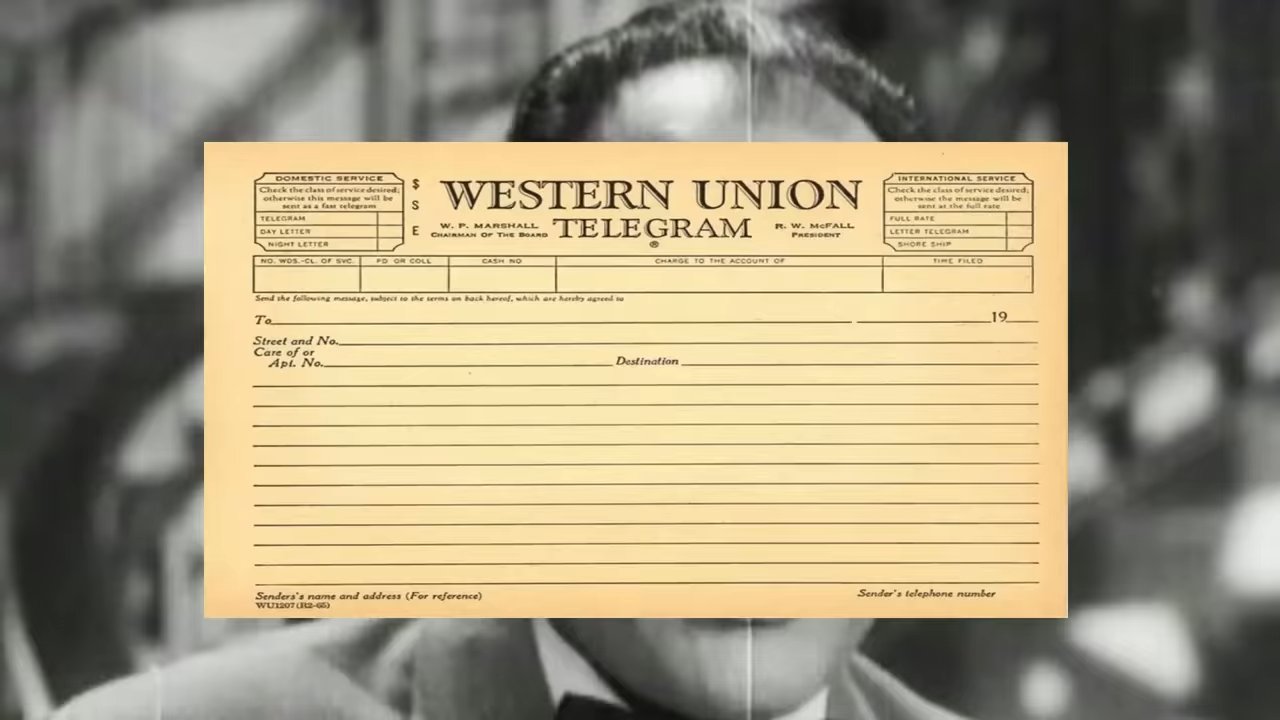 DOMESTIC SERVICE
Check the class of service desired;
otherwise this message will be
sent as a fast telegram
TELEGRAM
DAY LETTER
NIGHT LETTER
$
S
E
WESTERN UNION
TELEGRAM
®
W. P. MARSHALL
CHAIRMAN OF THE BOARD
R. W. McFALL
PRESIDENT
INTERNATIONAL SERVICE
Check the class of service desired;
otherwise the message will be
sent at the full rate
FULL RATE
LETTER TELEGRAM
SHORE SHIP
NO. WDS.-CL. OF SVC. PD OR COLL CASH NO CHARGE TO THE ACCOUNT OF TIME FILED
Send the following message, subject to the terms on back hereof, which are hereby agreed to
To 19
Street and No.
Care of or
Apt. No. Destination
Senders's name and address (For reference) Sender's telephone number
WU1207 (R2-65)